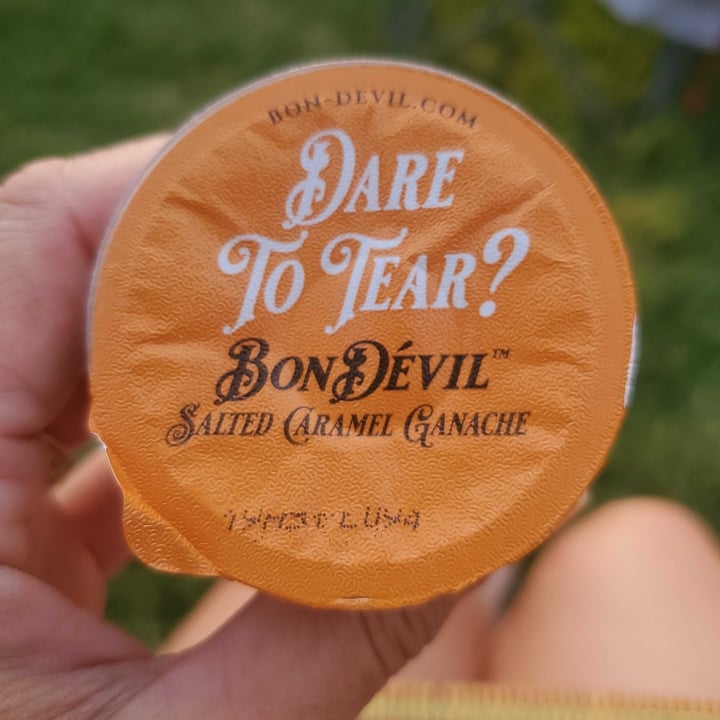 BON-DEVIL.COM
DARE
TO TEAR?
BONDÉVIL™
SALTED CARAMEL GANACHE